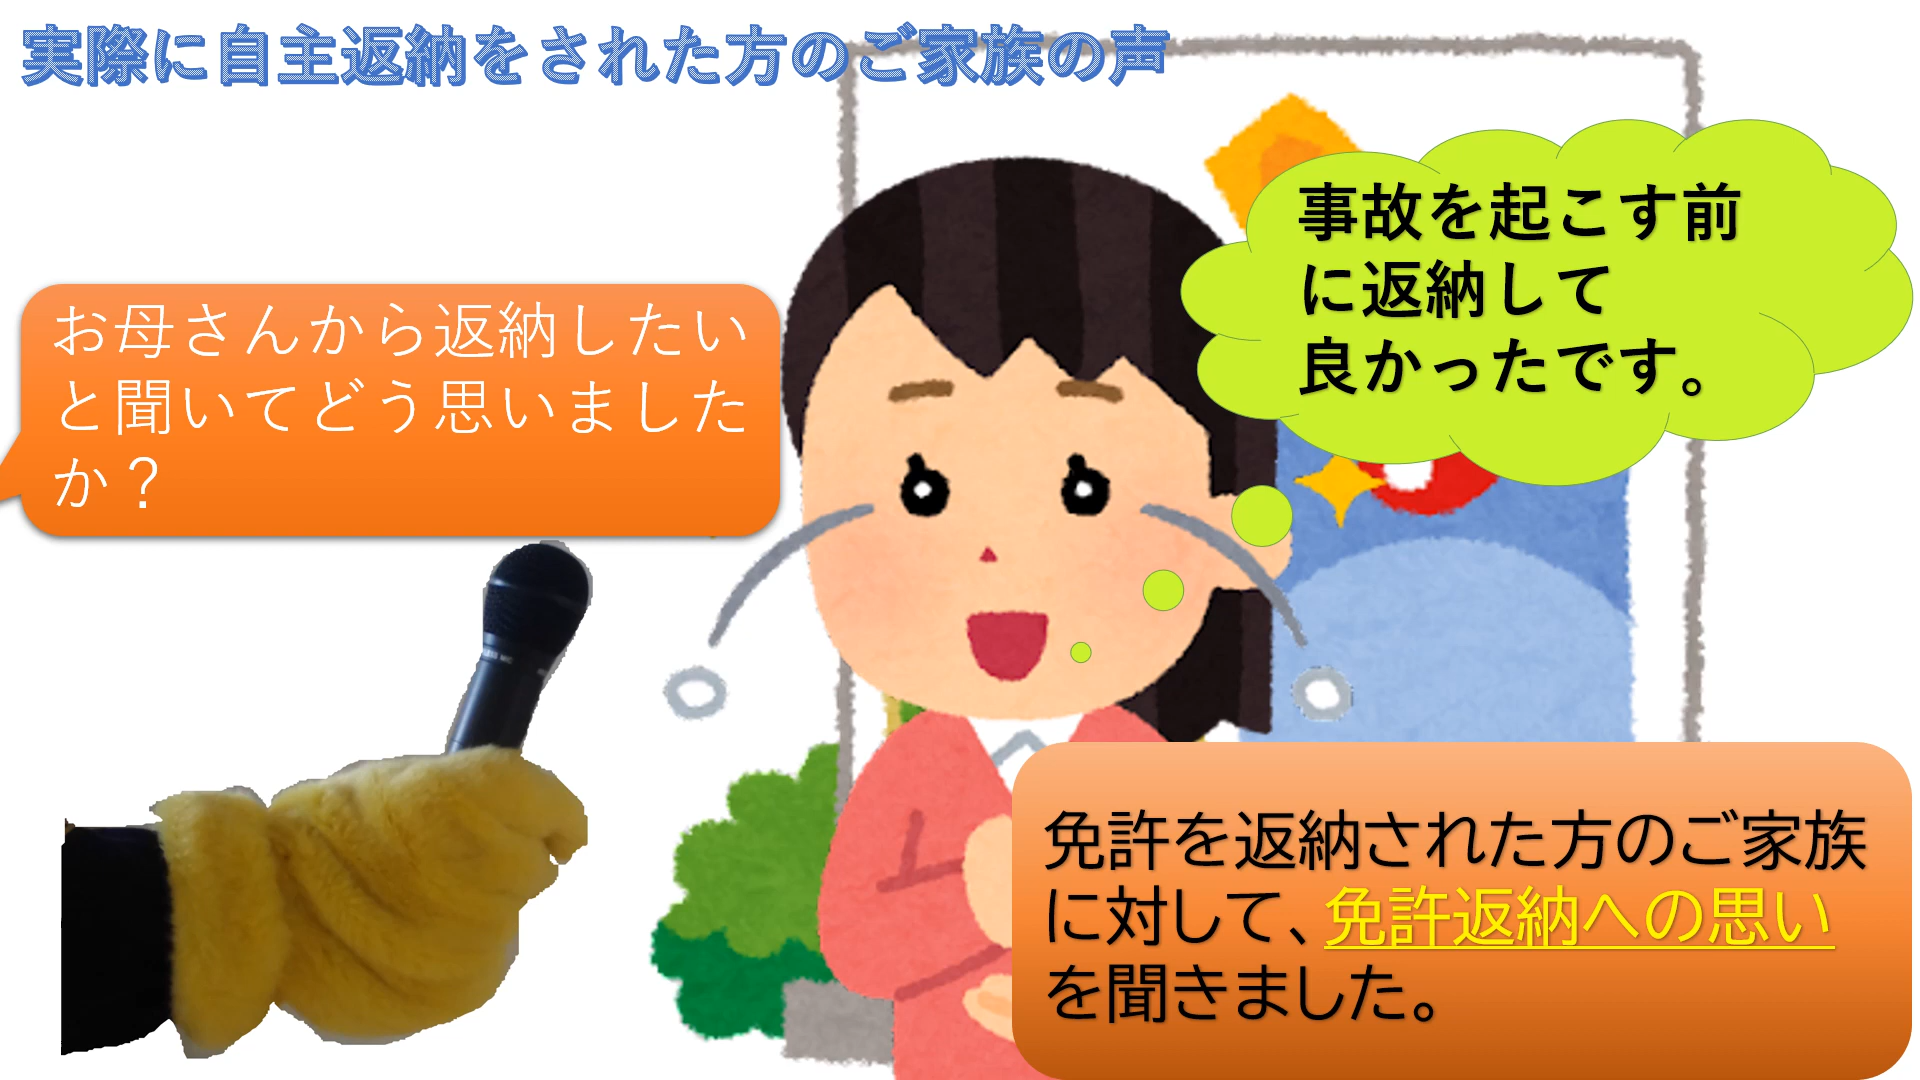 実際に自主返納をされた方のご家族の声
お母さんから返納したい
と聞いてどう思いました
か？
事故を起こす前
に返納して
良かったです。
免許を返納された方のご家族
に対して、免許返納への思い
を聞きました。